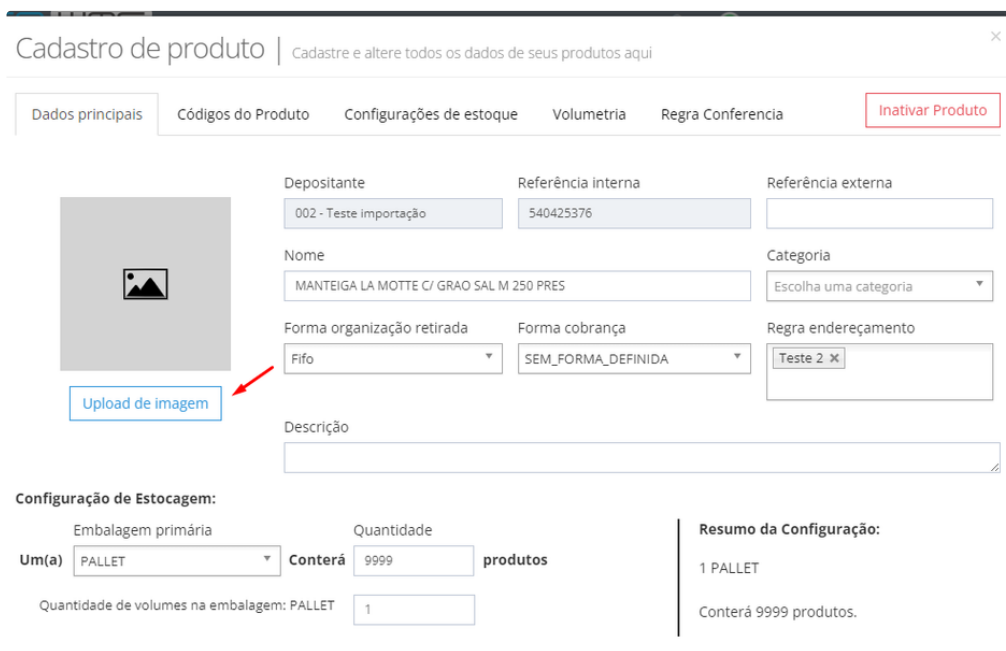 Cadastro de produto | Cadastre e altere todos os dados de seus produtos aqui ×
Dados principais Códigos do Produto Configurações de estoque Volumetria Regra Conferencia Inativar Produto
Depositante Referência interna Referência externa
002 - Teste importação 540425376
Nome Categoria
MANTEIGA LA MOTTE C/ GRAO SAL M 250 PRES Escolha uma categoria
Forma organização retirada Forma cobrança Regra endereçamento
Fifo SEM_FORMA_DEFINIDA Teste 2 ×
Upload de imagem
Descrição
Configuração de Estocagem:
Embalagem primária Quantidade Resumo da Configuração:
Um(a) PALLET Conterá 9999 produtos
1 PALLET
Quantidade de volumes na embalagem: PALLET 1
Conterá 9999 produtos.